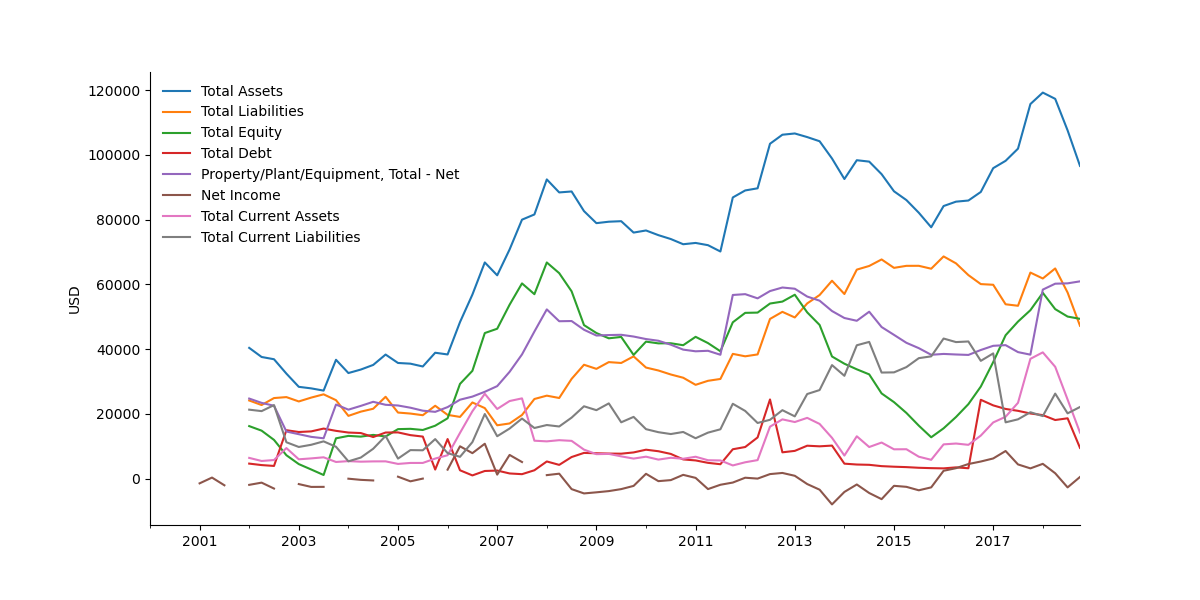 120000
100000
80000
60000
40000
20000
0
USD
Total Assets
Total Liabilities
Total Equity
Total Debt
Property/Plant/Equipment, Total - Net
Net Income
Total Current Assets
Total Current Liabilities
2001 2003 2005 2007 2009 2011 2013 2015 2017